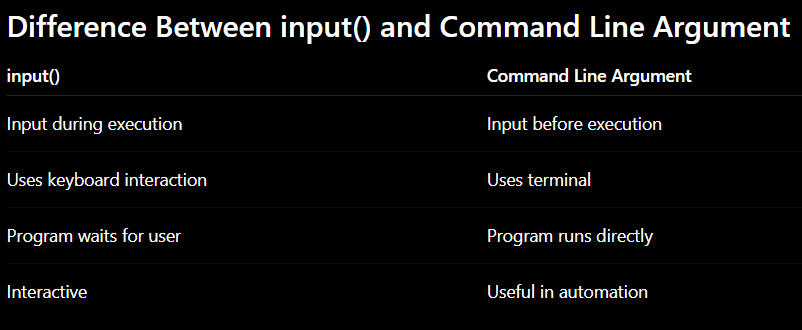 Difference Between input() and Command Line Argument
input() Command Line Argument
Input during execution Input before execution
Uses keyboard interaction Uses terminal
Program waits for user Program runs directly
Interactive Useful in automation